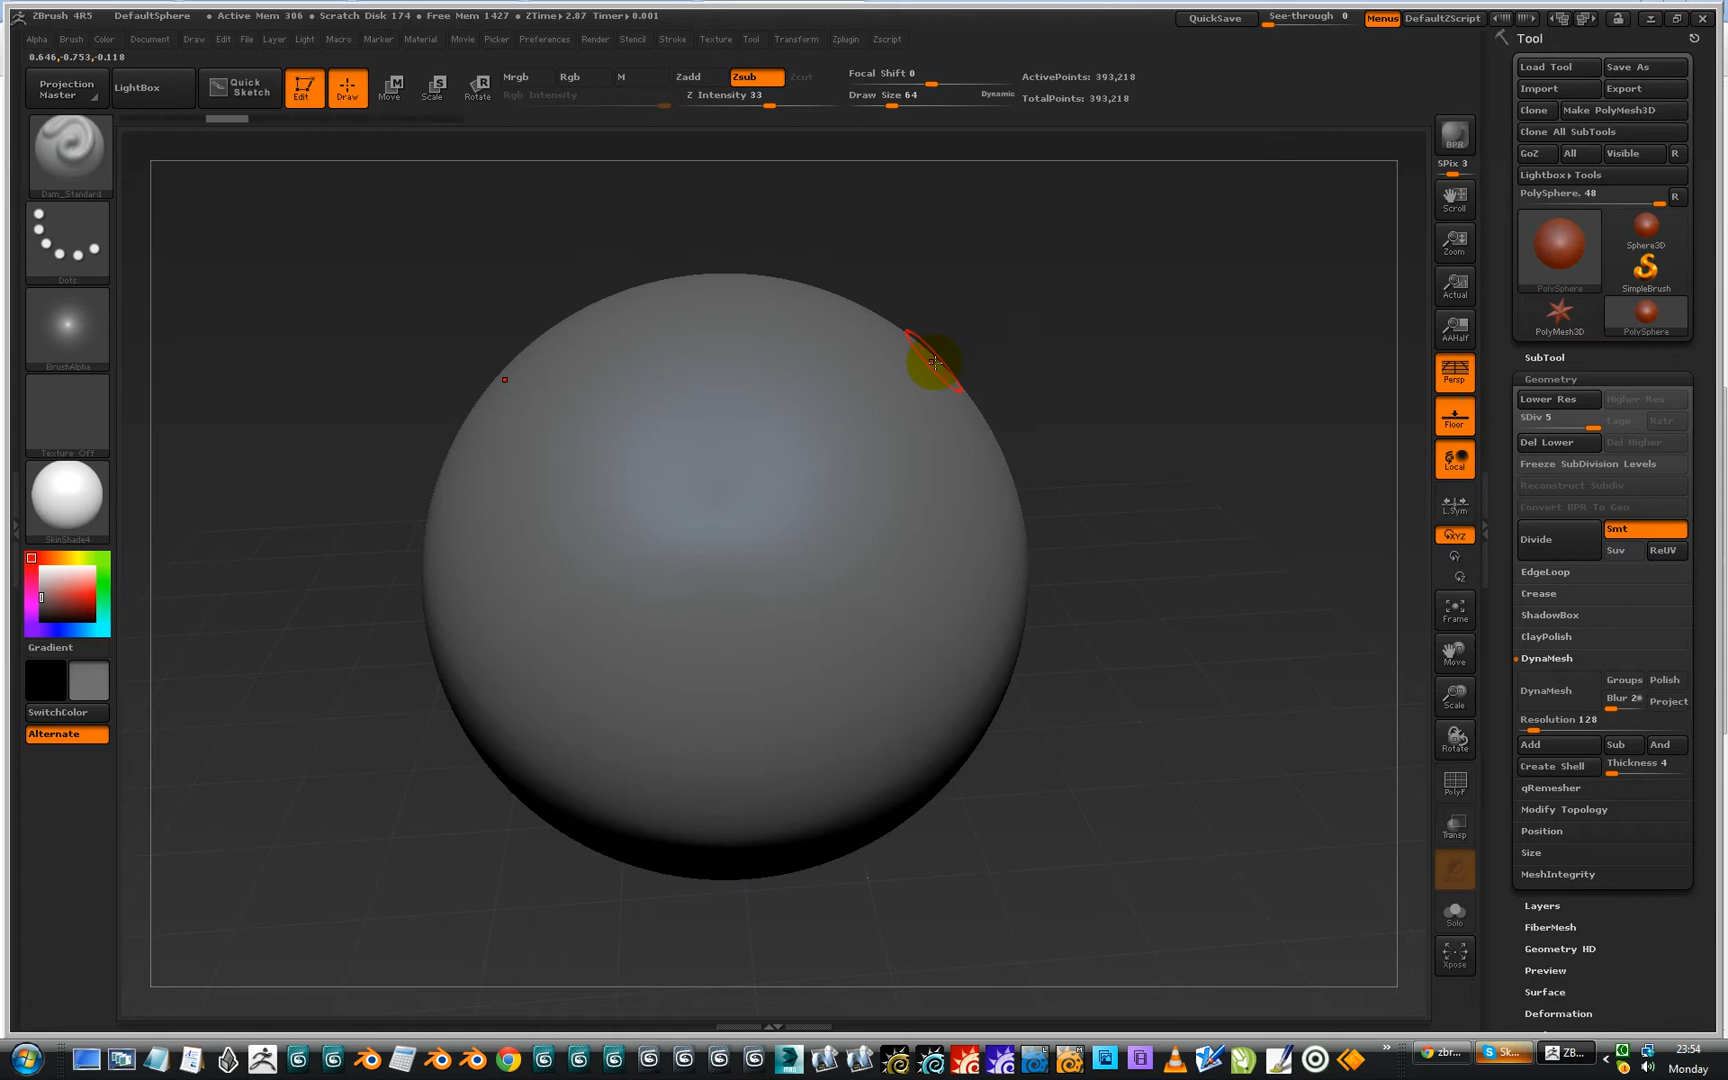 ZBrush 4R5 DefaultSphere • Active Mem 306 • Scratch Disk 174 • Free Mem 1427 • ZTime▸2.87 Timer▸0.001 QuickSave See-through 0 Menus DefaultZScript
Tool
Alpha Brush Color Document Draw Edit File Layer Light Macro Marker Material Movie Picker Preferences Render Stencil Stroke Texture Tool Transform Zplugin Zscript
0.646,-0.753,-0.118
Projection Master
LightBox
Quick Sketch
Edit
Draw
Move
Scale
Rotate
Mrgb Rgb M
Rgb Intensity
Zadd Zsub Zcut
Z Intensity 33
Focal Shift 0
Draw Size 64 Dynamic
ActivePoints: 393,218
TotalPoints: 393,218
Dam_Standard
Dots
BrushAlpha
Texture Off
SkinShade4
Gradient
SwitchColor
Alternate
BPR
SPix 3
Scroll
Zoom
Actual
AAHalf
Persp
Floor
Local
L.Sym
XYZ
Y
Z
Frame
Move
Scale
Rotate
PolyF
Transp
Solo
Xpose
Load Tool Save As
Import Export
Clone Make PolyMesh3D
Clone All SubTools
GoZ All Visible R
Lightbox▸Tools
PolySphere. 48 R
PolySphere
Sphere3D
SimpleBrush
PolyMesh3D
PolySphere
SubTool
Geometry
Lower Res Higher Res
SDiv 5 Cage Rstr
Del Lower Del Higher
Freeze SubDivision Levels
Reconstruct Subdiv
Convert BPR To Geo
Divide Smt
Suv ReUV
EdgeLoop
Crease
ShadowBox
ClayPolish
DynaMesh
DynaMesh Groups Polish
Blur 2 Project
Resolution 128
Add Sub And
Create Shell Thickness 4
qRemesher
Modify Topology
Position
Size
MeshIntegrity
Layers
FiberMesh
Geometry HD
Preview
Surface
Deformation
MAX
zbr...
Sk...
ZB...
23:54
Monday